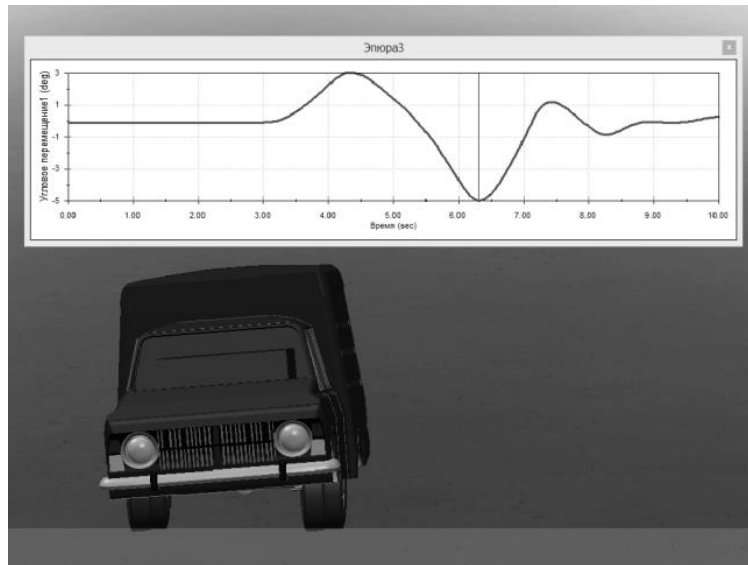 Эпюра3
x
Угловое перемещение1 (deg)
3
1
-1
-3
-5
0.00 1.00 2.00 3.00 4.00 5.00 6.00 7.00 8.00 9.00 10.00
Время (sec)